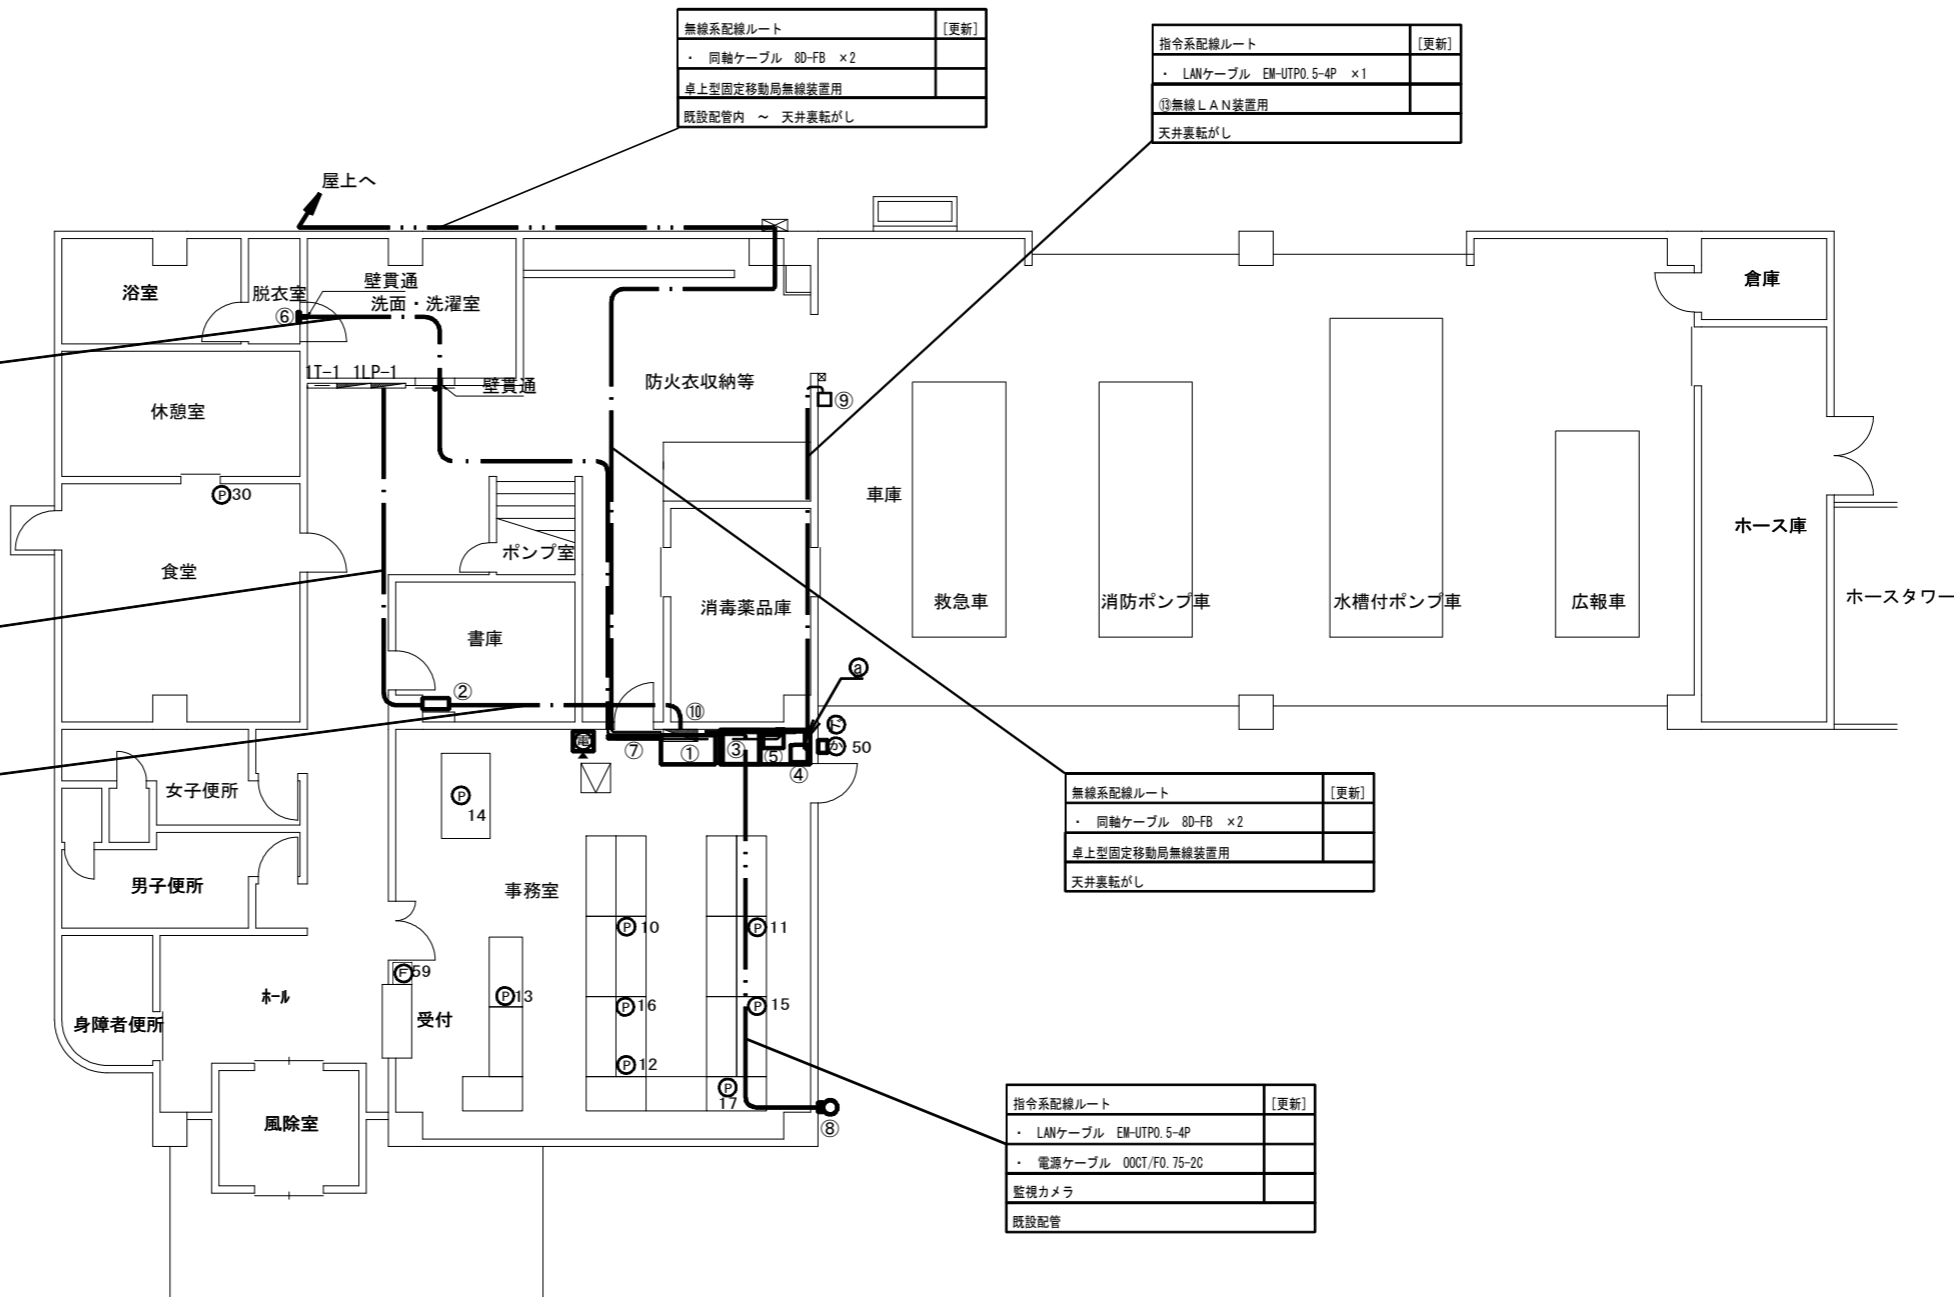 無線系配線ルート [更新]
・ 同軸ケーブル 8D-FB ×2
卓上型固定移動局無線装置用
既設配管内 ～ 天井裏転がし
指令系配線ルート [更新]
・ LANケーブル EM-UTP0.5-4P ×1
⑬無線ＬＡＮ装置用
天井裏転がし
屋上へ
浴室
脱衣室
壁貫通
洗面・洗濯室
⑥
倉庫
1T-1 1LP-1
壁貫通
防火衣収納等
⑨
休憩室
Ⓟ30
車庫
ホース庫
ポンプ室
食堂
救急車
消防ポンプ車
水槽付ポンプ車
広報車
ホースタワー
消毒薬品庫
書庫
ⓐ
②
⑩
電
⑦
①
③
⑤
④
50
女子便所
Ⓟ
14
無線系配線ルート [更新]
・ 同軸ケーブル 8D-FB ×2
卓上型固定移動局無線装置用
天井裏転がし
男子便所
事務室
Ⓟ10
Ⓟ11
Ⓕ59
ホール
Ⓟ13
Ⓟ16
Ⓟ15
身障者便所
受付
Ⓟ12
Ⓟ
17
⑧
風除室
指令系配線ルート [更新]
・ LANケーブル EM-UTP0.5-4P
・ 電源ケーブル OOCT/F0.75-2C
監視カメラ
既設配管